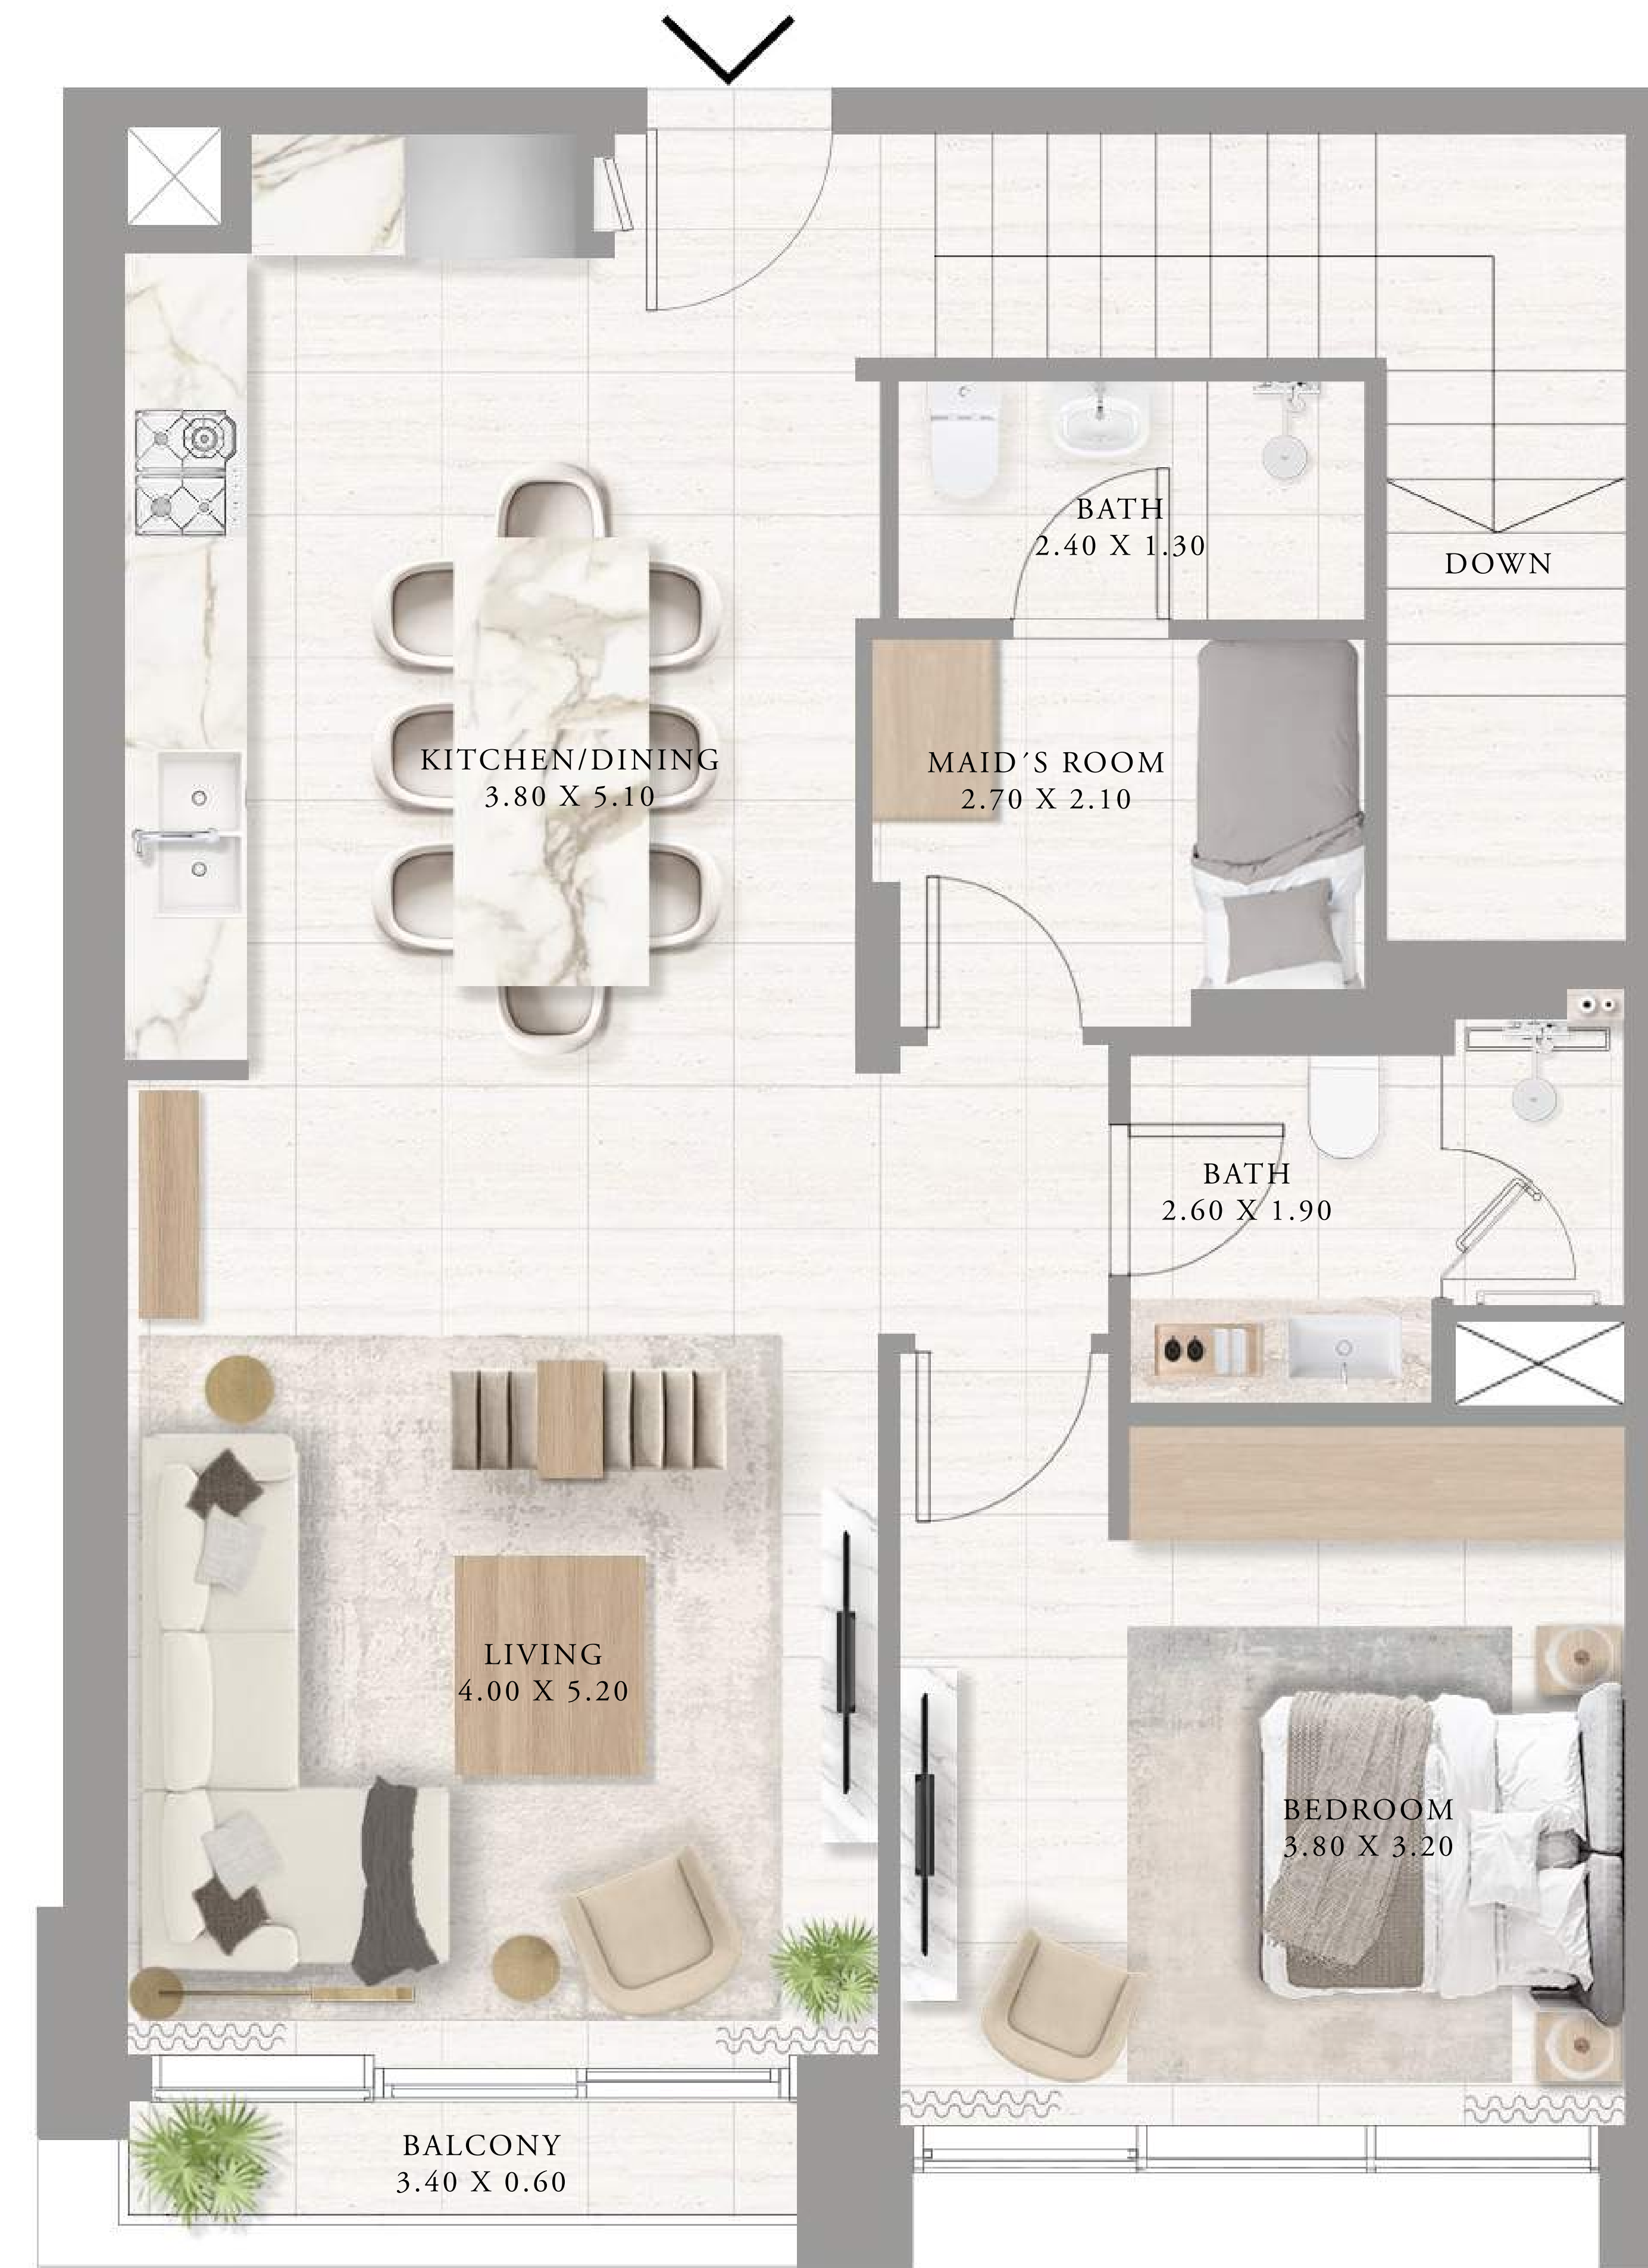 BATH
2.40 X 1.30
DOWN
KITCHEN/DINING
3.80 X 5.10
MAID´S ROOM
2.70 X 2.10
BATH
2.60 X 1.90
LIVING
4.00 X 5.20
BEDROOM
3.80 X 3.20
BALCONY
3.40 X 0.60